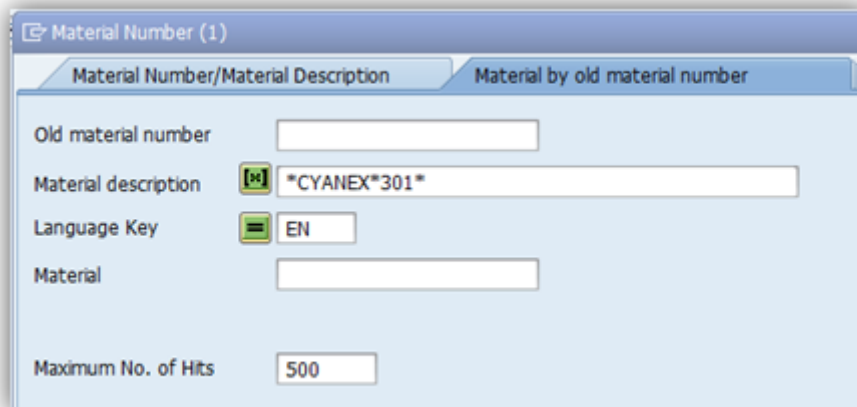 Material Number (1)
Material Number/Material Description Material by old material number
Old material number
Material description *CYANEX*301*
Language Key EN
Material
Maximum No. of Hits 500